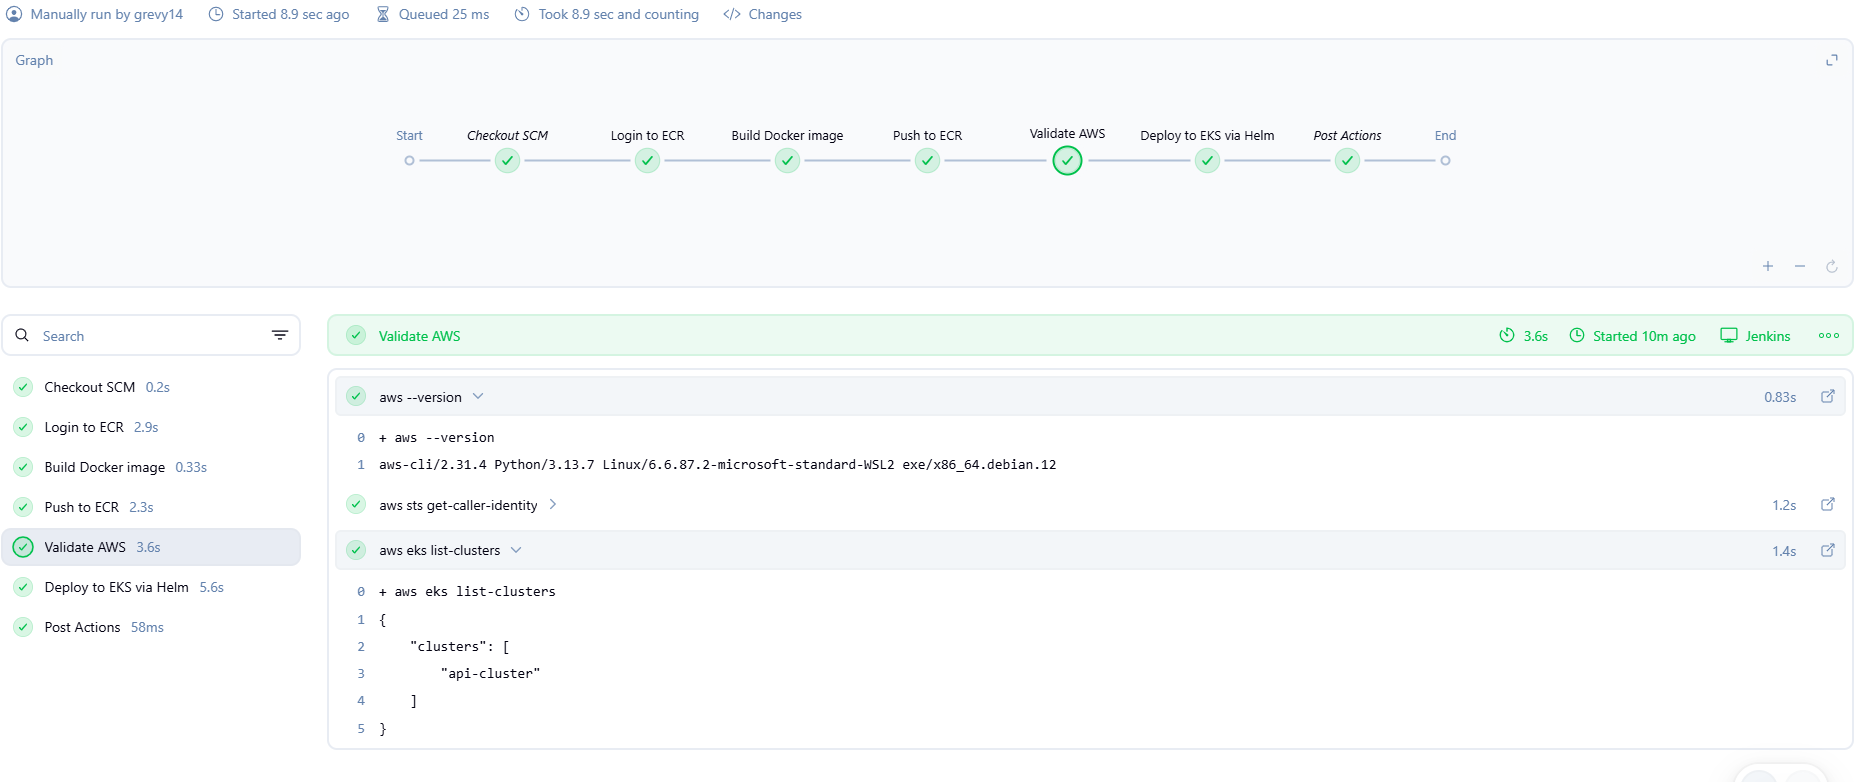 Manually run by grevy14 Started 8.9 sec ago Queued 25 ms Took 8.9 sec and counting Changes
Graph
Start Checkout SCM Login to ECR Build Docker image Push to ECR Validate AWS Deploy to EKS via Helm Post Actions End
Search
Validate AWS 3.6s Started 10m ago Jenkins
Checkout SCM 0.2s
Login to ECR 2.9s
Build Docker image 0.33s
Push to ECR 2.3s
Validate AWS 3.6s
Deploy to EKS via Helm 5.6s
Post Actions 58ms
aws --version 0.83s
0 + aws --version
1 aws-cli/2.31.4 Python/3.13.7 Linux/6.6.87.2-microsoft-standard-WSL2 exe/x86_64.debian.12
aws sts get-caller-identity 1.2s
aws eks list-clusters 1.4s
0 + aws eks list-clusters
1 {
2 "clusters": [
3 "api-cluster"
4 ]
5 }